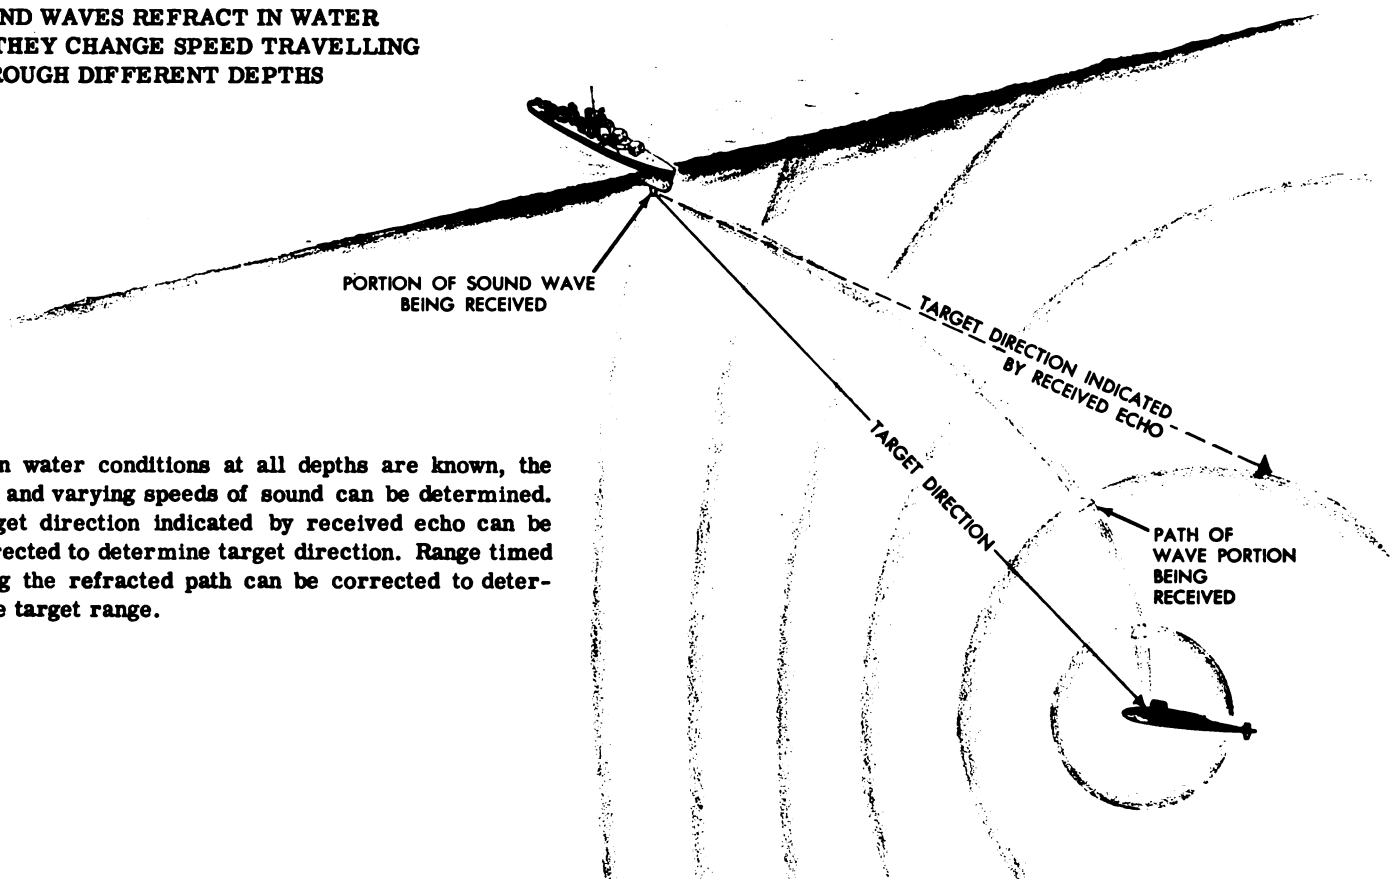 ND WAVES REFRACT IN WATER
THEY CHANGE SPEED TRAVELLING
ROUGH DIFFERENT DEPTHS
PORTION OF SOUND WAVE
BEING RECEIVED
TARGET DIRECTION INDICATED
BY RECEIVED ECHO
TARGET DIRECTION
PATH OF
WAVE PORTION
BEING
RECEIVED
n water conditions at all depths are known, the
and varying speeds of sound can be determined.
get direction indicated by received echo can be
rected to determine target direction. Range timed
g the refracted path can be corrected to deter-
e target range.